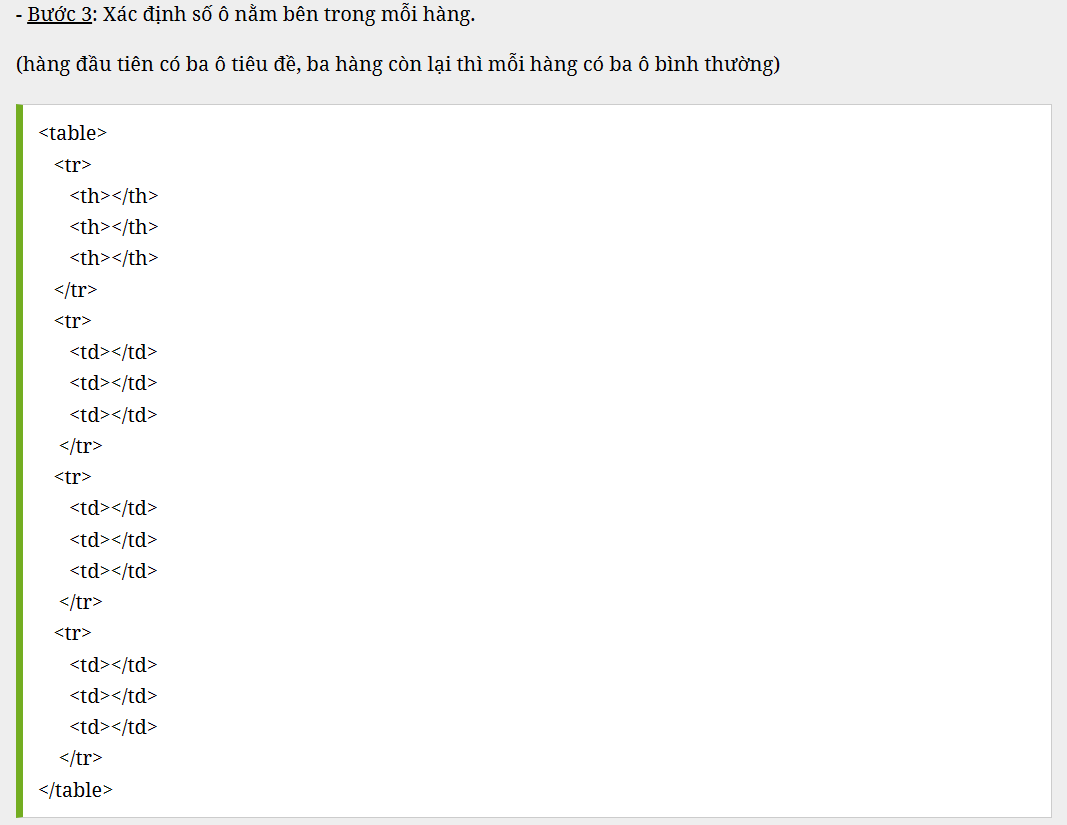 - Bước 3: Xác định số ô nằm bên trong mỗi hàng.
(hàng đầu tiên có ba ô tiêu đề, ba hàng còn lại thì mỗi hàng có ba ô bình thường)
<table>
<tr>
<th></th>
<th></th>
<th></th>
</tr>
<tr>
<td></td>
<td></td>
<td></td>
</tr>
<tr>
<td></td>
<td></td>
<td></td>
</tr>
<tr>
<td></td>
<td></td>
<td></td>
</tr>
</table>